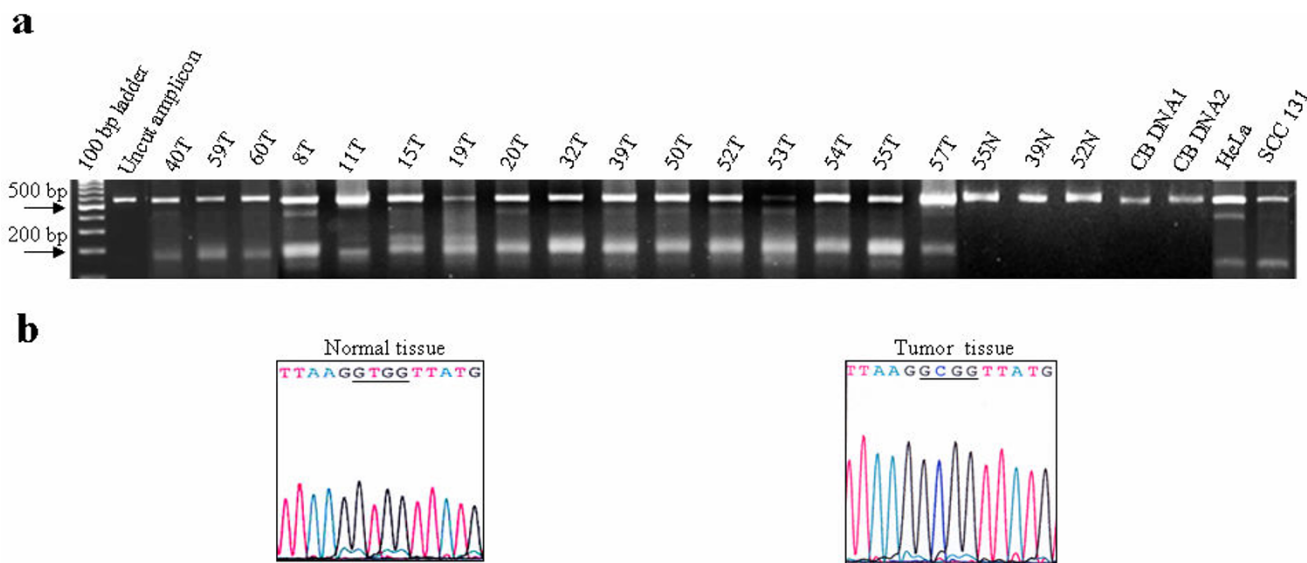 a
100 bp ladder
Uncut amplicon
40T
59T
60T
8T
11T
15T
19T
20T
32T
39T
50T
52T
53T
54T
55T
57T
55N
39N
52N
CB DNA1
CB DNA2
HeLa
SCC 131
500 bp
200 bp
b
Normal tissue
TTAAGGTGGTTATG
Tumor tissue
TTAAGGCGGTTATG